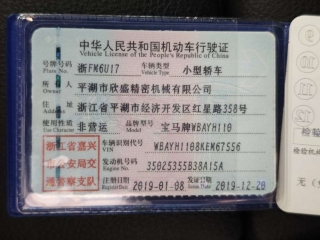 中华人民共和国机动车行驶证
Vehicle License of the People's Republic of China
号牌号码 浙FM6U17 车辆类型 小型轿车
Plate No. Vehicle Type
所有人 平湖市欣盛精密机械有限公司
Owner
住址 浙江省平湖市经济开发区红星路358号
Address
使用性质 非营运 品牌型号 宝马牌WBAYH110
Use Character Model
浙江省嘉兴 车辆识别代号 WBAYH1108KEM67556
VIN
市公安局交 发动机号码 35025355B38A15A
Engine No.
通警察支队 注册日期 2019-01-08 发证日期 2019-12-20
Register Date Issue Date
检验